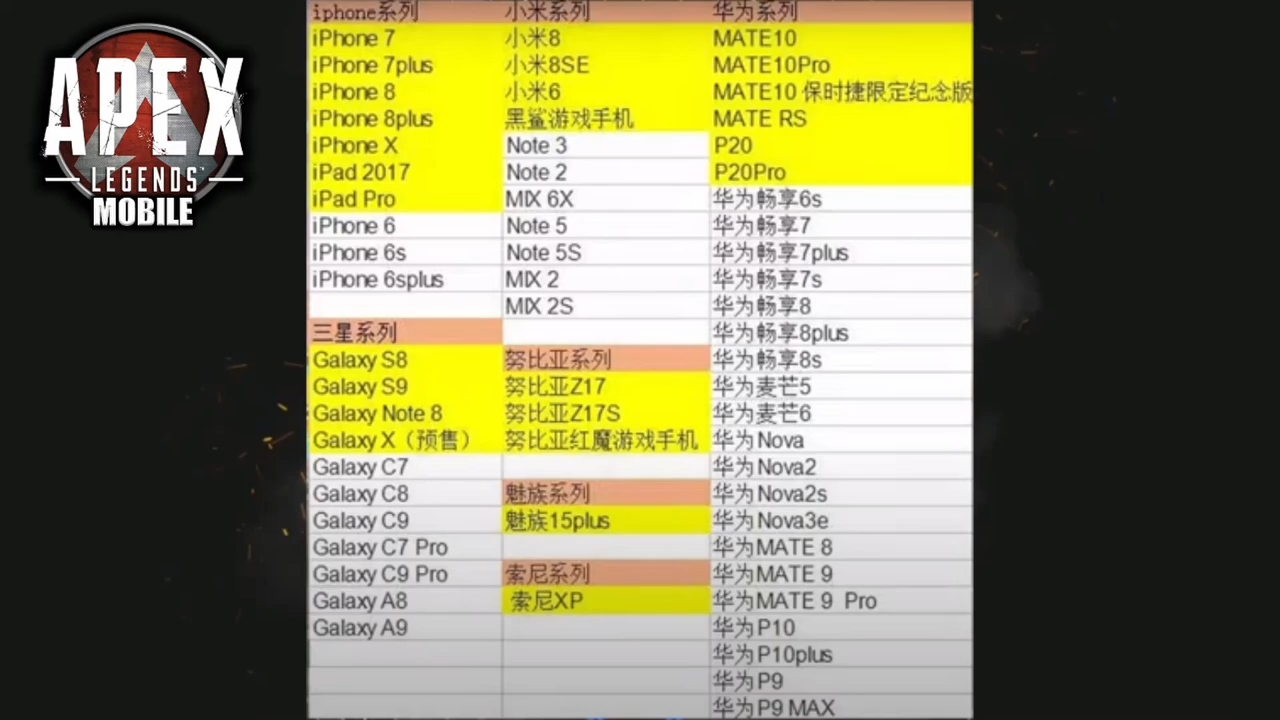 APEX
LEGENDS
MOBILE
iphone系列 小米系列 华为系列
iPhone 7 小米8 MATE10
iPhone 7plus 小米8SE MATE10Pro
iPhone 8 小米6 MATE10 保时捷限定纪念版
iPhone 8plus 黑鲨游戏手机 MATE RS
iPhone X Note 3 P20
iPad 2017 Note 2 P20Pro
iPad Pro MIX 6X 华为畅享6s
iPhone 6 Note 5 华为畅享7
iPhone 6s Note 5S 华为畅享7plus
iPhone 6splus MIX 2 华为畅享7s
MIX 2S 华为畅享8
三星系列 华为畅享8plus
Galaxy S8 努比亚系列 华为畅享8s
Galaxy S9 努比亚Z17 华为麦芒5
Galaxy Note 8 努比亚Z17S 华为麦芒6
Galaxy X（预售） 努比亚红魔游戏手机 华为Nova
Galaxy C7 华为Nova2
Galaxy C8 魅族系列 华为Nova2s
Galaxy C9 魅族15plus 华为Nova3e
Galaxy C7 Pro 华为MATE 8
Galaxy C9 Pro 索尼系列 华为MATE 9
Galaxy A8 索尼XP 华为MATE 9 Pro
Galaxy A9 华为P10
华为P10plus
华为P9
华为P9 MAX